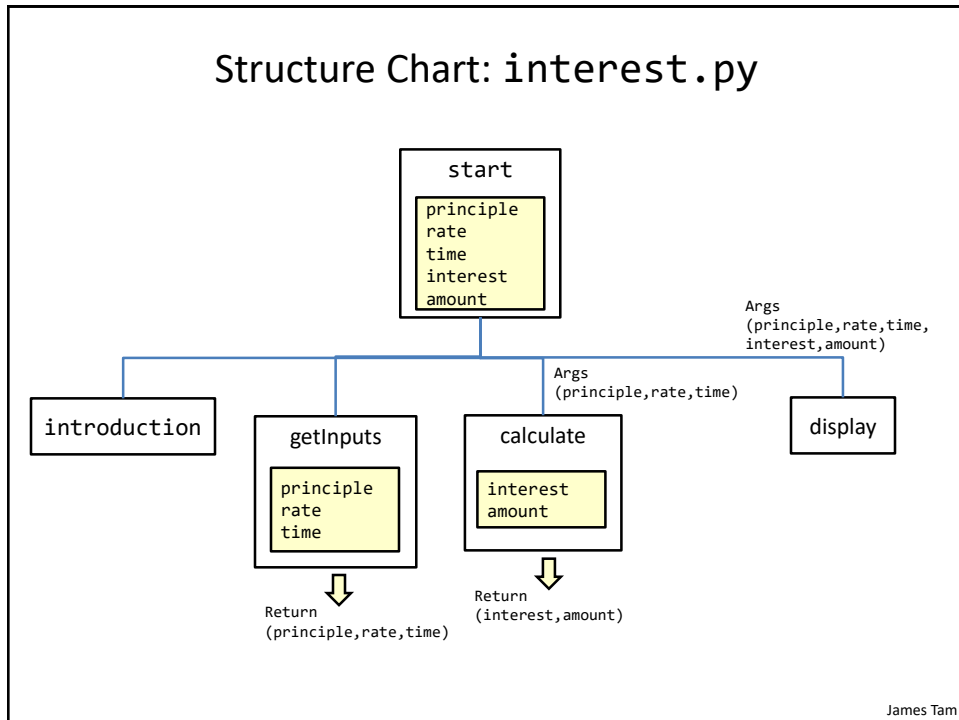 Structure Chart: interest.py
start
principle
rate
time
interest
amount
Args
(principle,rate,time,
interest,amount)
Args
(principle,rate,time)
introduction
getInputs
principle
rate
time
Return
(principle,rate,time)
calculate
interest
amount
Return
(interest,amount)
display
James Tam